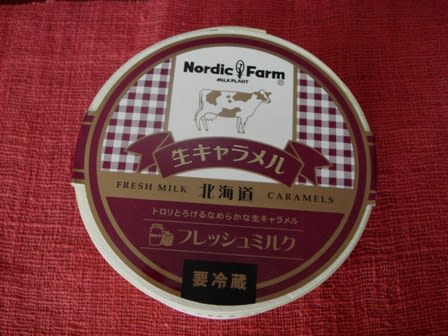 Nordic Farm
MILK PLANT
®
生キャラメル
FRESH MILK 北海道 CARAMELS
トロリとろけるなめらかな生キャラメル
フレッシュミルク
要冷蔵